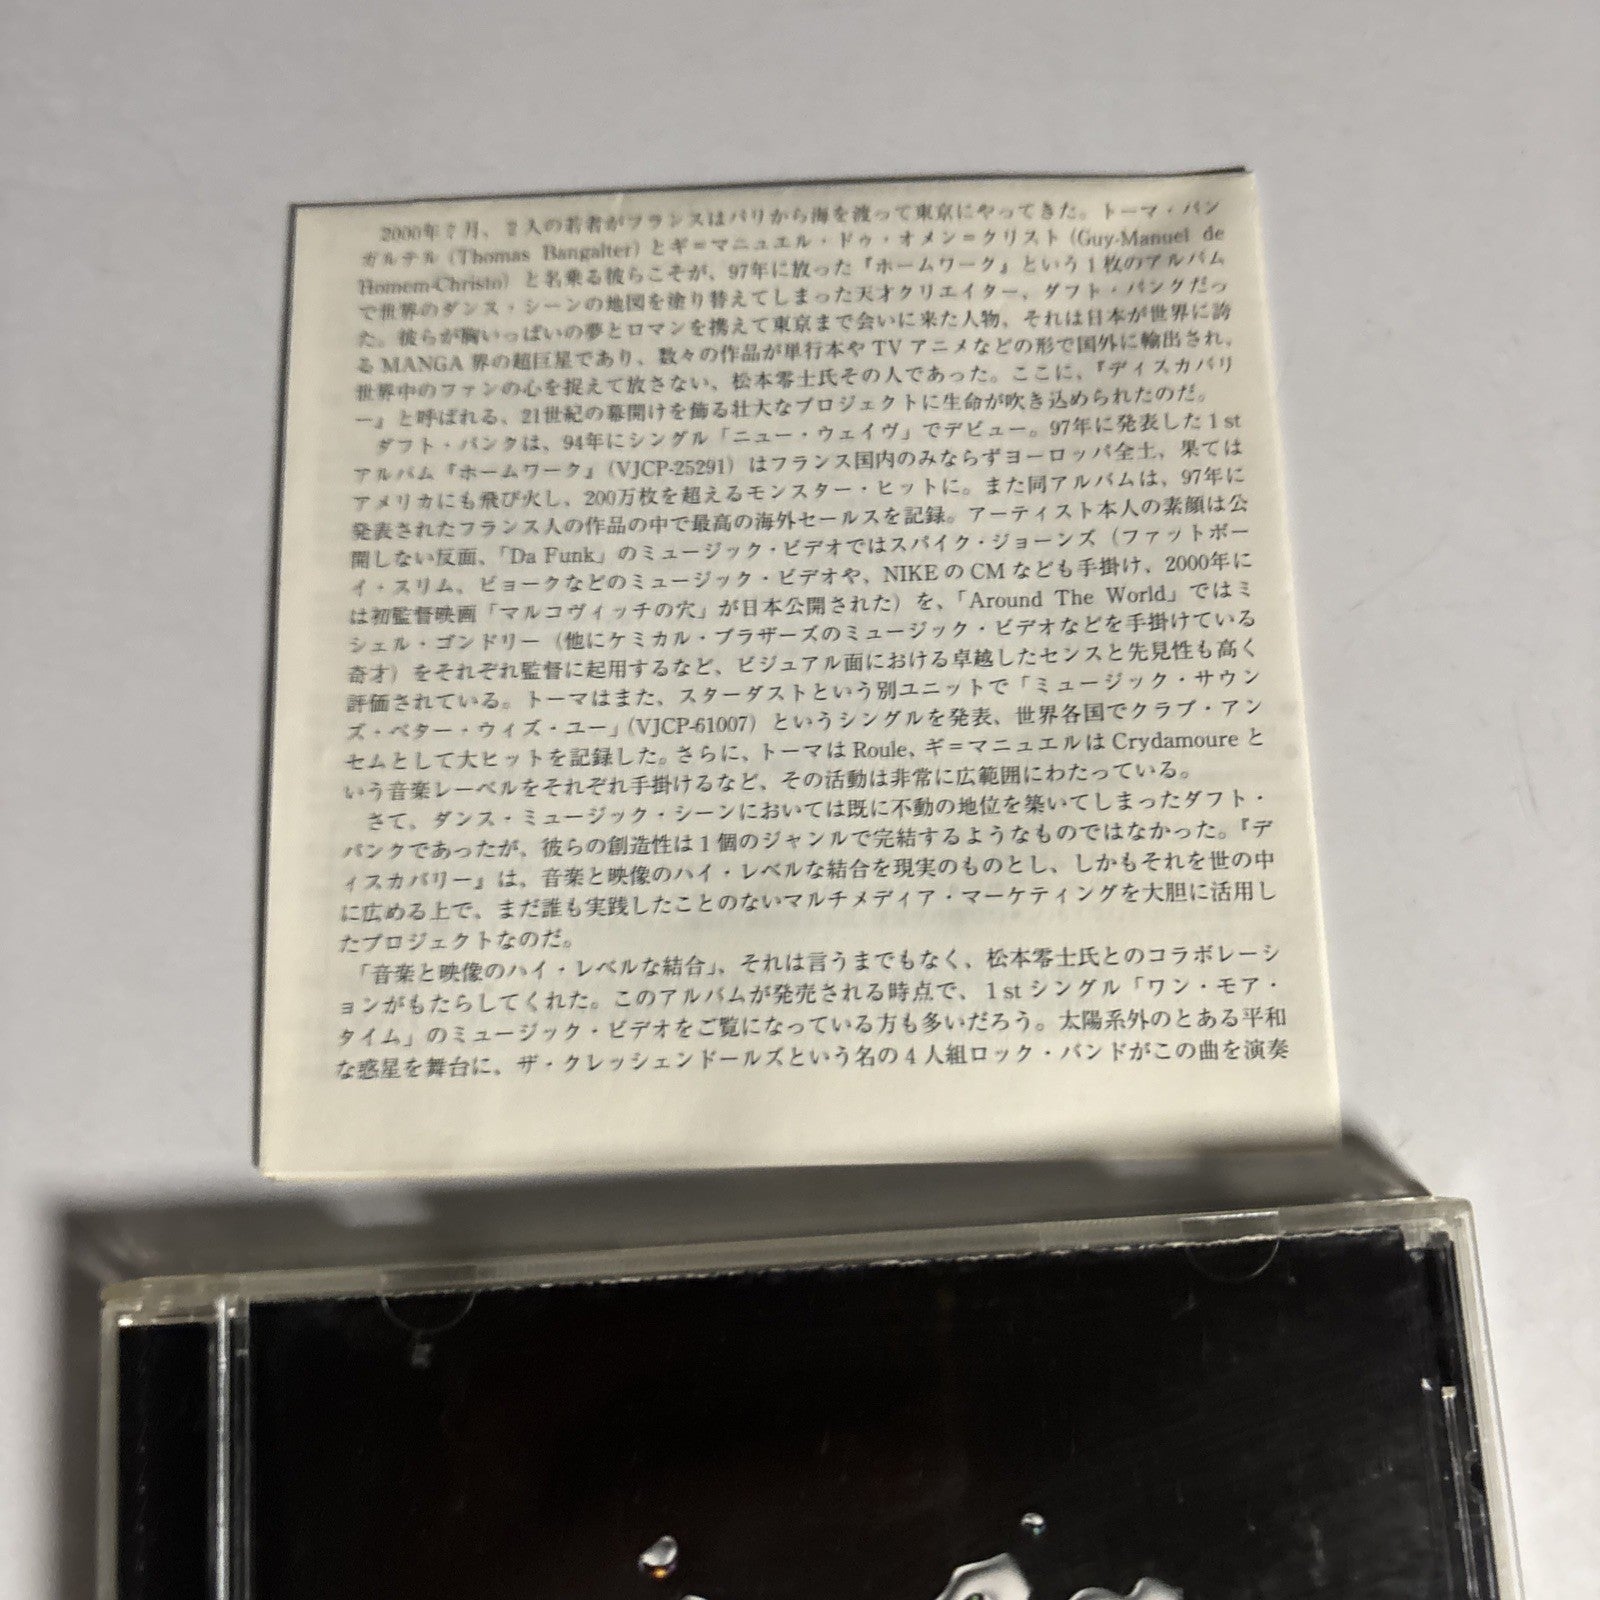 2000年7月、2人の若者がフランスはパリから海を渡って東京にやってきた。トーマ・バン
ガルテル（Thomas Bangalter）とギ＝マニュエル・ドゥ・オメン＝クリスト（Guy-Manuel de
Homem-Christo）と名乗る彼らこそが、97年に放った『ホームワーク』という1枚のアルバム
で世界のダンス・シーンの地図を塗り替えてしまった天才クリエイター、ダフト・パンクだっ
た。彼らが胸いっぱいの夢とロマンを携えて東京まで会いに来た人物、それは日本が世界に誇
るMANGA界の超巨星であり、数々の作品が単行本やTVアニメなどの形で国外に輸出され、
世界中のファンの心を捉えて放さない、松本零士氏その人であった。ここに、『ディスカバリ
ー』と呼ばれる、21世紀の幕開けを飾る壮大なプロジェクトに生命が吹き込められたのだ。
ダフト・パンクは、94年にシングル「ニュー・ウェイヴ」でデビュー。97年に発表した1st
アルバム『ホームワーク』（VJCP-25291）はフランス国内のみならずヨーロッパ全土、果ては
アメリカにも飛び火し、200万枚を超えるモンスター・ヒットに。また同アルバムは、97年に
発表されたフランス人の作品の中で最高の海外セールスを記録。アーティスト本人の素顔は公
開しない反面、「Da Funk」のミュージック・ビデオではスパイク・ジョーンズ（ファットボー
イ・スリム、ビョークなどのミュージック・ビデオや、NIKEのCMなども手掛け、2000年に
は初監督映画「マルコヴィッチの穴」が日本公開された）を、「Around The World」ではミ
シェル・ゴンドリー（他にケミカル・ブラザーズのミュージック・ビデオなどを手掛けている
奇才）をそれぞれ監督に起用するなど、ビジュアル面における卓越したセンスと先見性も高く
評価されている。トーマはまた、スターダストという別ユニットで「ミュージック・サウン
ズ・ベター・ウィズ・ユー」（VJCP-61007）というシングルを発表、世界各国でクラブ・アン
セムとして大ヒットを記録した。さらに、トーマはRoule、ギ＝マニュエルはCrydamoureと
いう音楽レーベルをそれぞれ手掛けるなど、その活動は非常に広範囲にわたっている。
さて、ダンス・ミュージック・シーンにおいては既に不動の地位を築いてしまったダフト・
パンクであったが、彼らの創造性は1個のジャンルで完結するようなものではなかった。『デ
ィスカバリー』は、音楽と映像のハイ・レベルな結合を現実のものとし、しかもそれを世の中
に広める上で、まだ誰も実践したことのないマルチメディア・マーケティングを大胆に活用し
たプロジェクトなのだ。
「音楽と映像のハイ・レベルな結合」、それは言うまでもなく、松本零士氏とのコラボレーシ
ョンがもたらしてくれた。このアルバムが発売される時点で、1stシングル「ワン・モア・
タイム」のミュージック・ビデオをご覧になっている方も多いだろう。太陽系外のとある平和
な惑星を舞台に、ザ・クレッシェンドールズという名の4人組ロック・バンドがこの曲を演奏